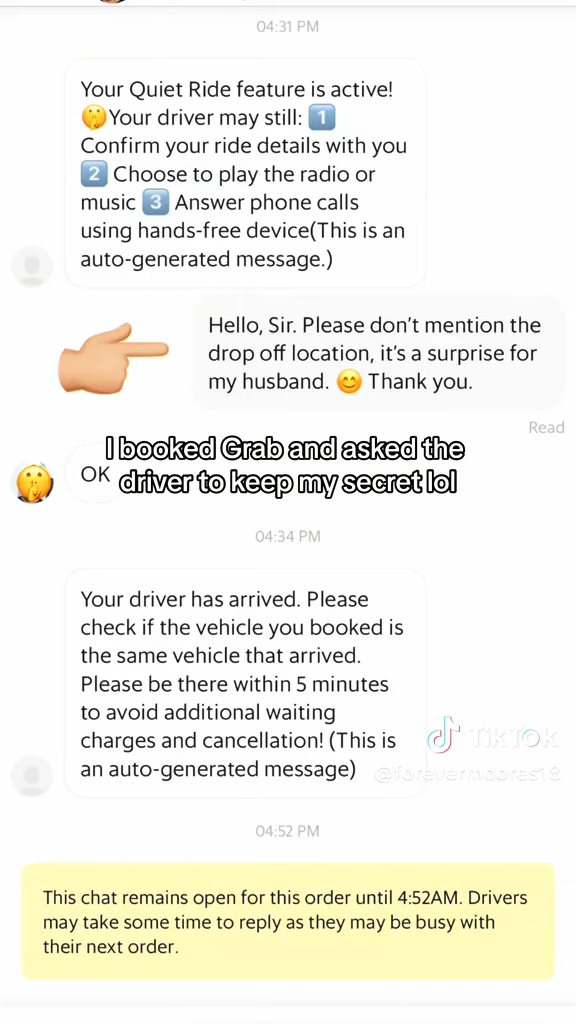 04:31 PM
Your Quiet Ride feature is active!
🤫Your driver may still: 1️⃣
Confirm your ride details with you
2️⃣ Choose to play the radio or
music 3️⃣ Answer phone calls
using hands-free device(This is an
auto-generated message.)
Hello, Sir. Please don't mention the
drop off location, it's a surprise for
my husband. 😊 Thank you.
Read
I booked Grab and asked the
driver to keep my secret lol
OK
04:34 PM
Your driver has arrived. Please
check if the vehicle you booked is
the same vehicle that arrived.
Please be there within 5 minutes
to avoid additional waiting
charges and cancellation! (This is
an auto-generated message)
TikTok
@forevermoores18
04:52 PM
This chat remains open for this order until 4:52AM. Drivers
may take some time to reply as they may be busy with
their next order.